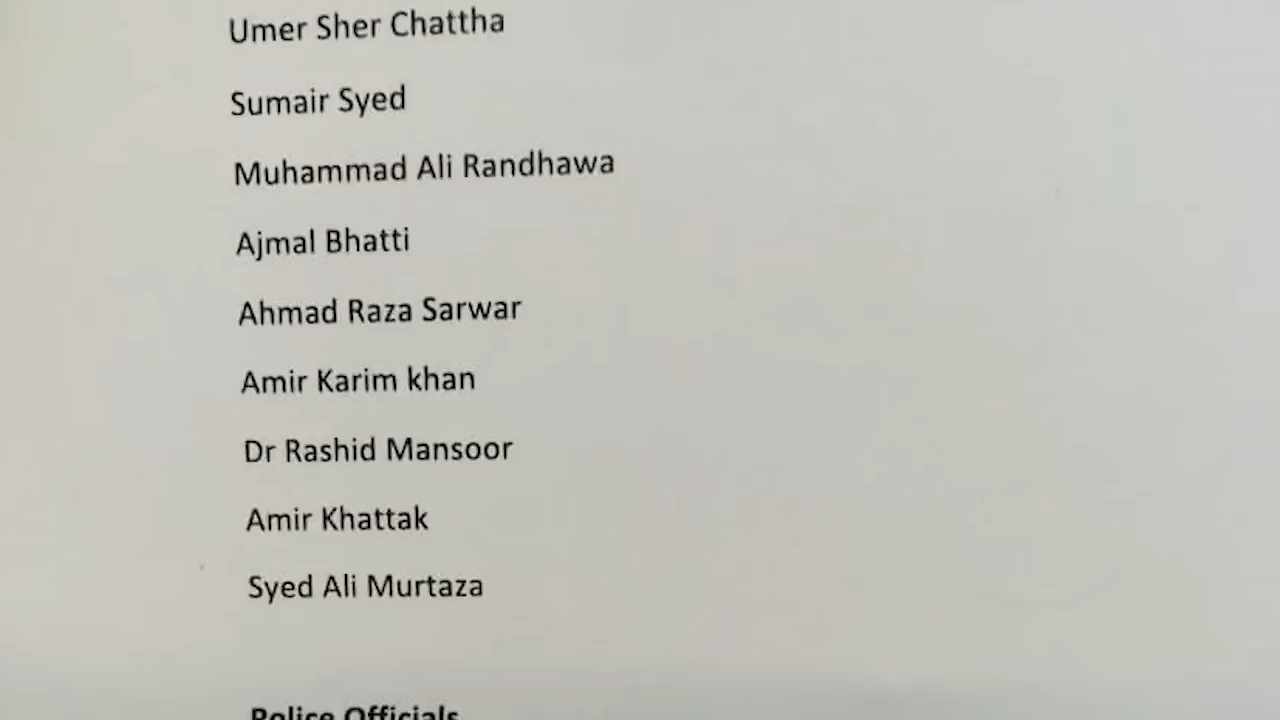 Umer Sher Chattha
Sumair Syed
Muhammad Ali Randhawa
Ajmal Bhatti
Ahmad Raza Sarwar
Amir Karim khan
Dr Rashid Mansoor
Amir Khattak
Syed Ali Murtaza
Police Officials